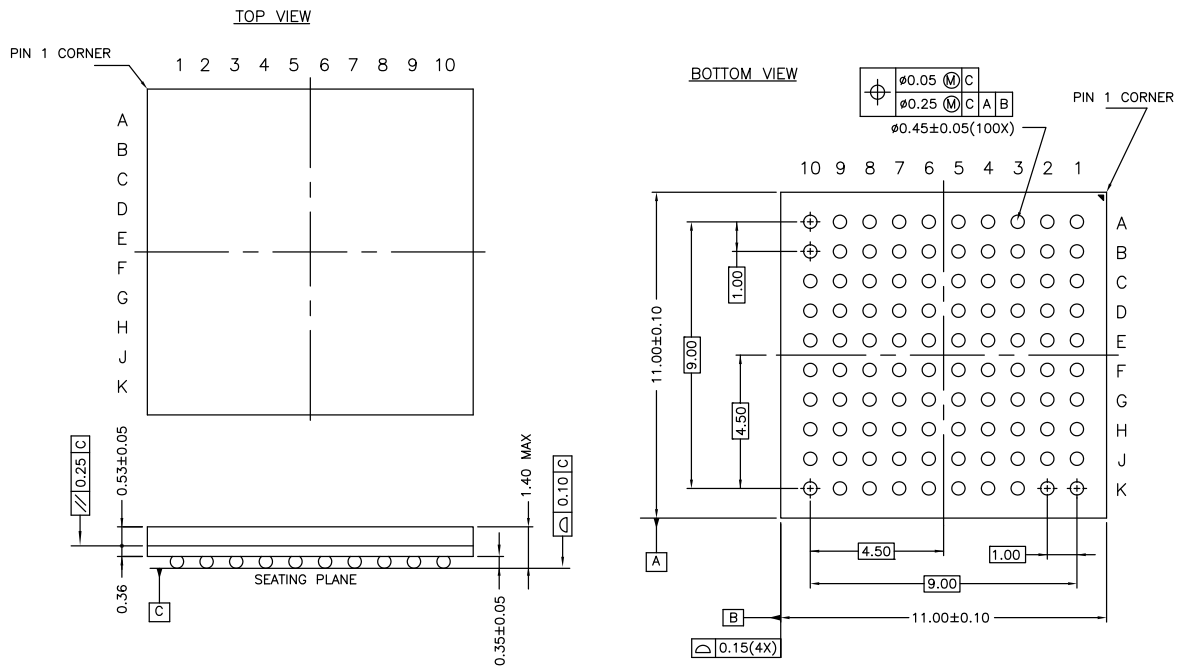 TOP VIEW
PIN 1 CORNER
1 2 3 4 5 6 7 8 9 10
A
B
C
D
E
F
G
H
J
K
// 0.25 C
0.53±0.05
0.36
C
SEATING PLANE
1.40 MAX
0.35±0.05
⌓ 0.10 C
BOTTOM VIEW
⌖ ø0.05 Ⓜ C
ø0.25 Ⓜ C A B
ø0.45±0.05(100X)
PIN 1 CORNER
10 9 8 7 6 5 4 3 2 1
A
B
C
D
E
F
G
H
J
K
11.00±0.10
9.00
1.00
4.50
A
4.50
1.00
9.00
B
11.00±0.10
⌓ 0.15(4X)